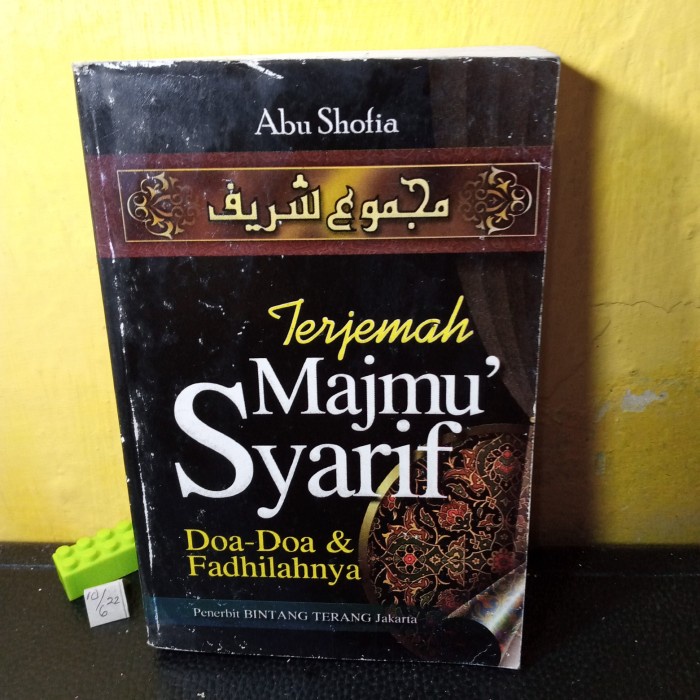 Abu Shofia
مجموع شريف
Terjemah
Majmu'
Syarif
Doa-Doa &
Fadhilahnya
Penerbit BINTANG TERANG Jakarta
10/6 22